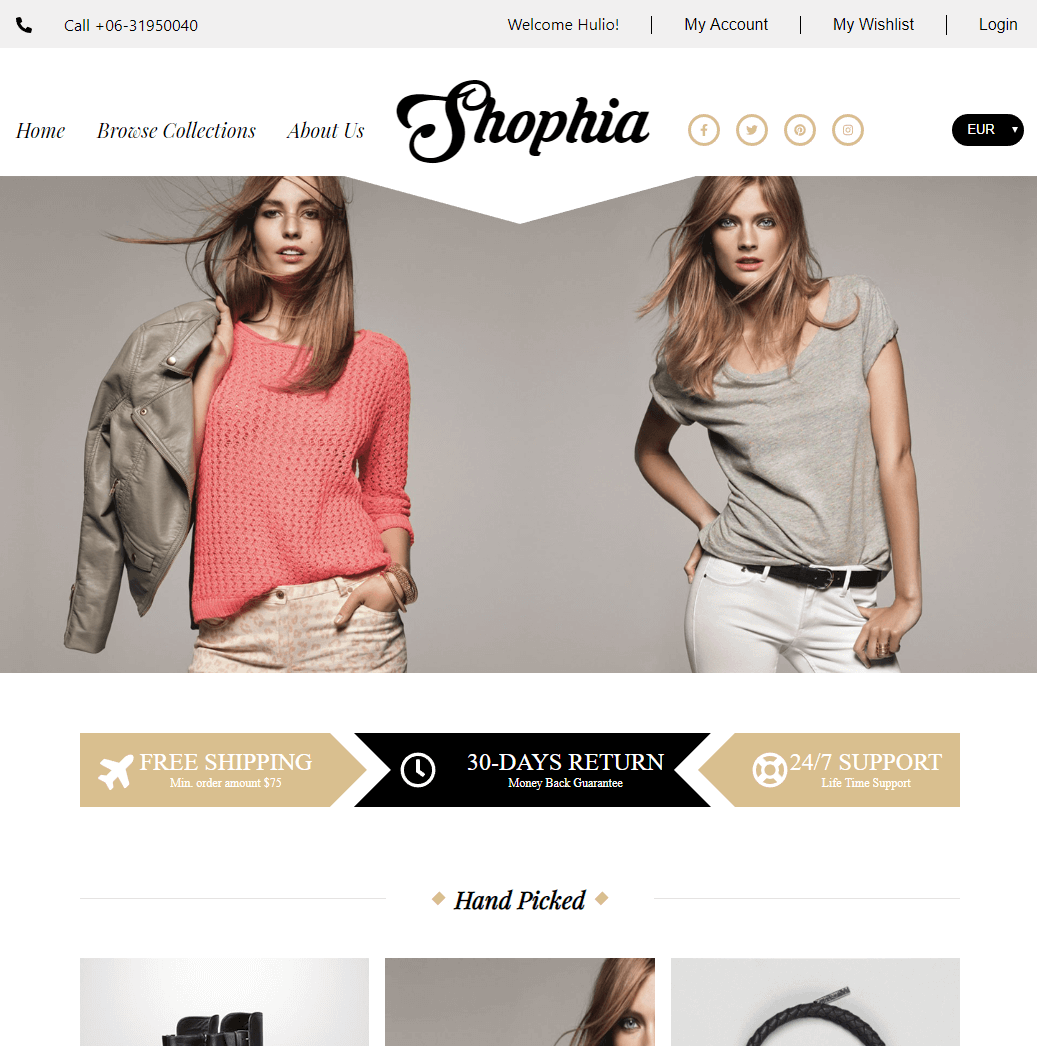 Call +06-31950040
Welcome Hulio!
My Account
My Wishlist
Login
Home
Browse Collections
About Us
Shophia
EUR
FREE SHIPPING
Min. order amount $75
30-DAYS RETURN
Money Back Guarantee
24/7 SUPPORT
Life Time Support
Hand Picked